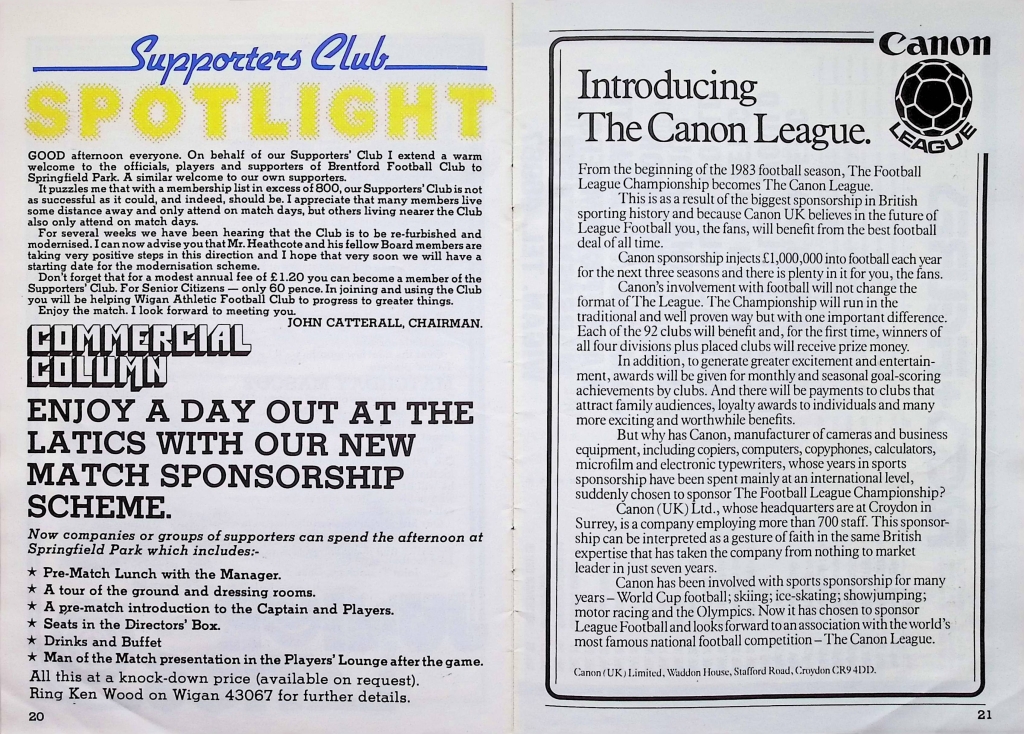 Supporters Club
SPOTLIGHT
GOOD afternoon everyone. On behalf of our Supporters' Club I extend a warm
welcome to the officials, players and supporters of Brentford Football Club to
Springfield Park. A similar welcome to our own supporters.
It puzzles me that with a membership list in excess of 800, our Supporters' Club is not
as successful as it could, and indeed, should be. I appreciate that many members live
some distance away and only attend on match days, but others living nearer the Club
also only attend on match days.
For several weeks we have been hearing that the Club is to be re-furbished and
modernised. I can now advise you that Mr. Heathcote and his fellow Board members are
taking very positive steps in this direction and I hope that very soon we will have a
starting date for the modernisation scheme.
Don't forget that for a modest annual fee of £1.20 you can become a member of the
Supporters' Club. For Senior Citizens — only 60 pence. In joining and using the Club
you will be helping Wigan Athletic Football Club to progress to greater things.
Enjoy the match. I look forward to meeting you.
JOHN CATTERALL, CHAIRMAN.
COMMERCIAL
COLUMN
ENJOY A DAY OUT AT THE
LATICS WITH OUR NEW
MATCH SPONSORSHIP
SCHEME.
Now companies or groups of supporters can spend the afternoon at
Springfield Park which includes:-
★ Pre-Match Lunch with the Manager.
★ A tour of the ground and dressing rooms.
★ A pre-match introduction to the Captain and Players.
★ Seats in the Directors' Box.
★ Drinks and Buffet
★ Man of the Match presentation in the Players' Lounge after the game.
All this at a knock-down price (available on request).
Ring Ken Wood on Wigan 43067 for further details.
20
Canon
LEAGUE
Introducing
The Canon League.
From the beginning of the 1983 football season, The Football
League Championship becomes The Canon League.
This is as a result of the biggest sponsorship in British
sporting history and because Canon UK believes in the future of
League Football you, the fans, will benefit from the best football
deal of all time.
Canon sponsorship injects £1,000,000 into football each year
for the next three seasons and there is plenty in it for you, the fans.
Canon's involvement with football will not change the
format of The League. The Championship will run in the
traditional and well proven way but with one important difference.
Each of the 92 clubs will benefit and, for the first time, winners of
all four divisions plus placed clubs will receive prize money.
In addition, to generate greater excitement and entertain-
ment, awards will be given for monthly and seasonal goal-scoring
achievements by clubs. And there will be payments to clubs that
attract family audiences, loyalty awards to individuals and many
more exciting and worthwhile benefits.
But why has Canon, manufacturer of cameras and business
equipment, including copiers, computers, copyphones, calculators,
microfilm and electronic typewriters, whose years in sports
sponsorship have been spent mainly at an international level,
suddenly chosen to sponsor The Football League Championship?
Canon (UK) Ltd., whose headquarters are at Croydon in
Surrey, is a company employing more than 700 staff. This sponsor-
ship can be interpreted as a gesture of faith in the same British
expertise that has taken the company from nothing to market
leader in just seven years.
Canon has been involved with sports sponsorship for many
years – World Cup football; skiing; ice-skating; showjumping;
motor racing and the Olympics. Now it has chosen to sponsor
League Football and looks forward to an association with the world's
most famous national football competition – The Canon League.
Canon (UK) Limited, Waddon House, Stafford Road, Croydon CR9 4DD.
21